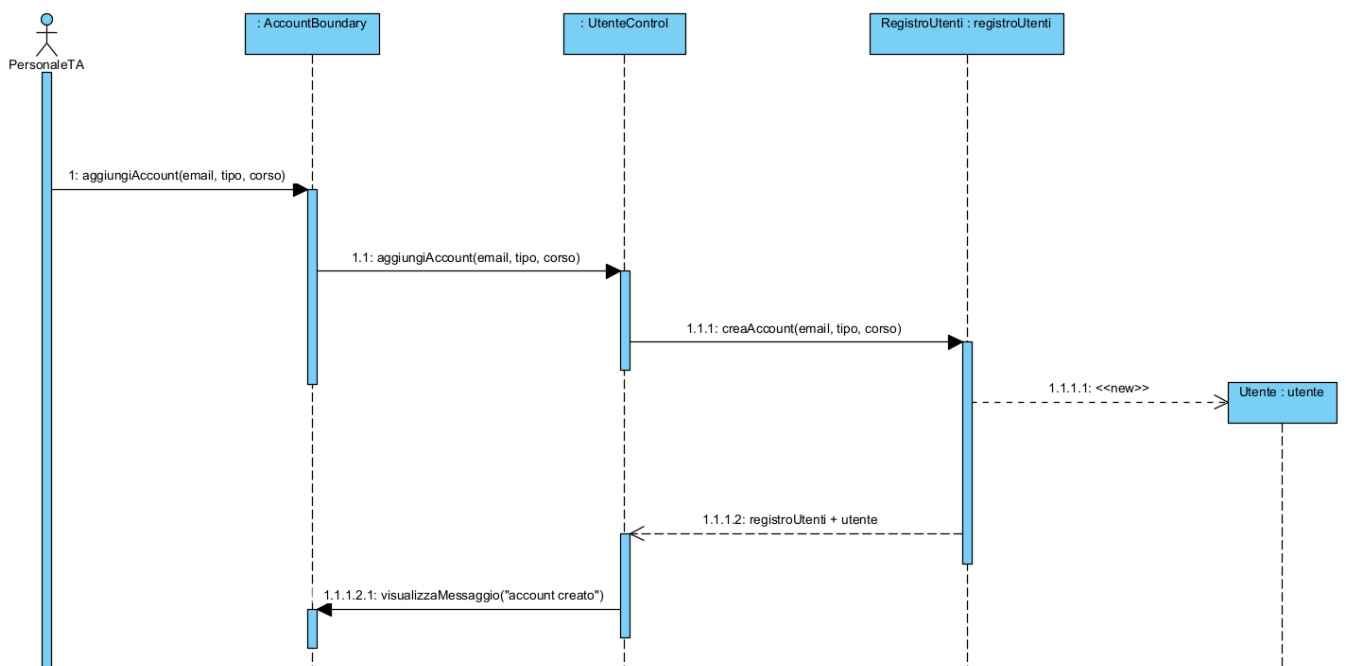 : AccountBoundary
: UtenteControl
RegistroUtenti : registroUtenti
PersonaleTA
1: aggiungiAccount(email, tipo, corso)
1.1: aggiungiAccount(email, tipo, corso)
1.1.1: creaAccount(email, tipo, corso)
1.1.1.1: <<new>>
Utente : utente
1.1.1.2: registroUtenti + utente
1.1.1.2.1: visualizzaMessaggio("account creato")